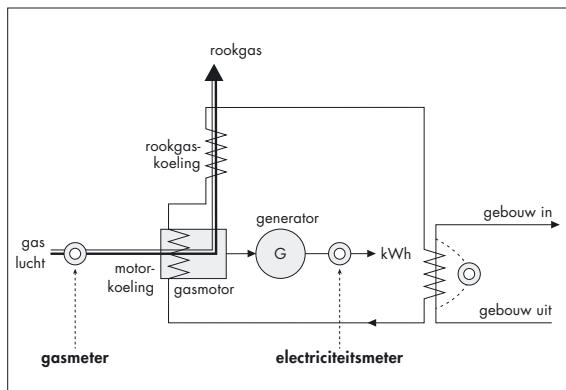 rookgas
rookgas-
koeling
generator
gebouw in
gas
lucht
G
kWh
motor-
koeling
gasmotor
gebouw uit
gasmeter
electriciteitsmeter